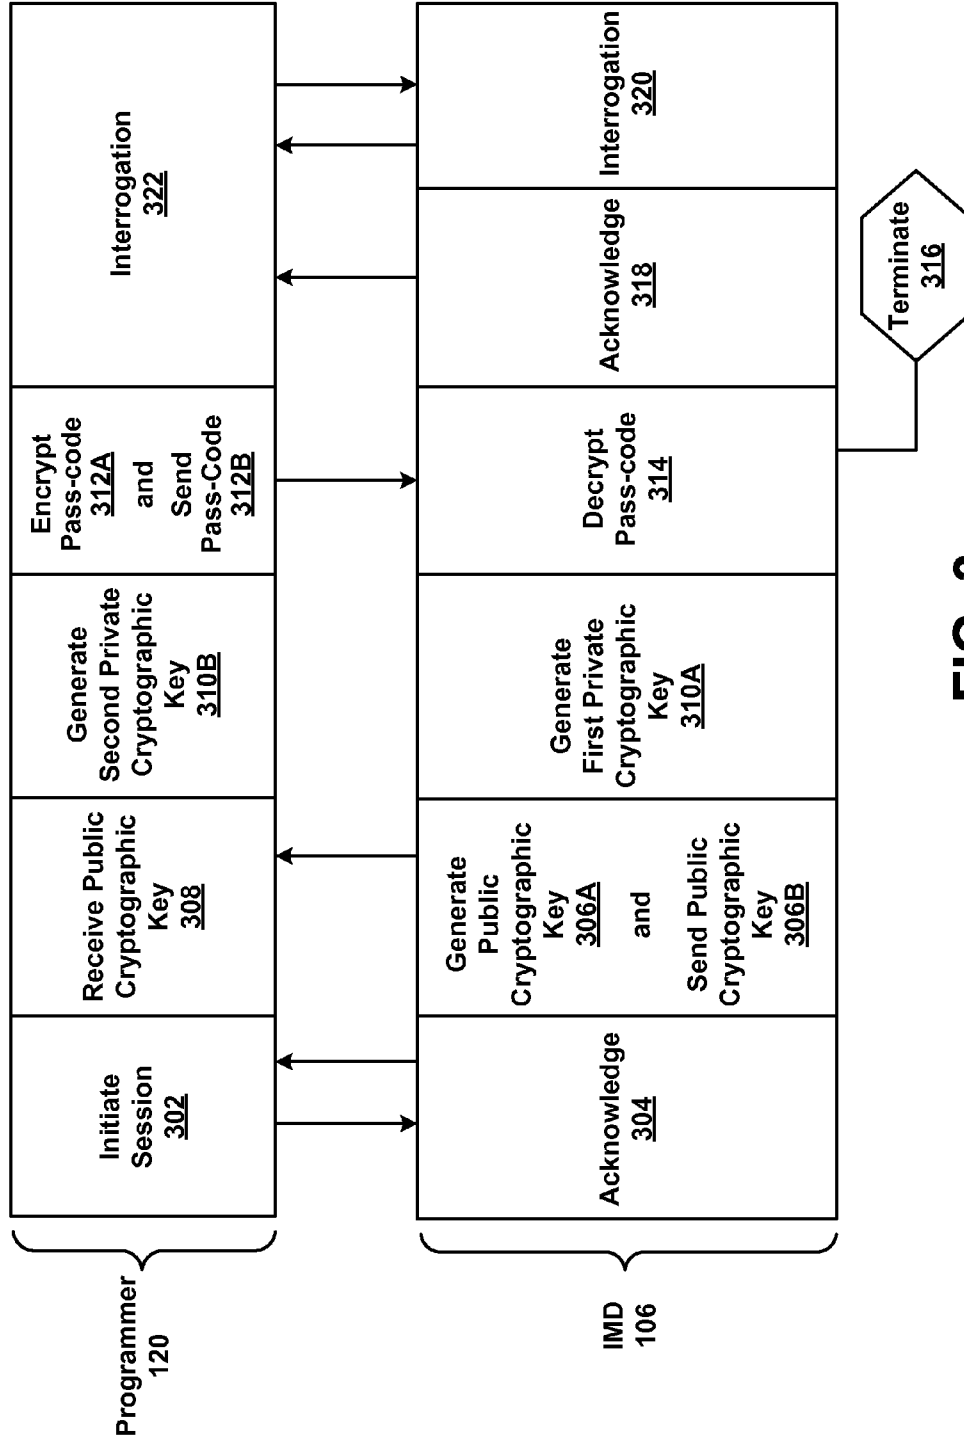 Programmer
120
Initiate
Session
302
Receive Public
Cryptographic
Key
308
Generate
Second Private
Cryptographic
Key
310B
Encrypt
Pass-code
312A
and
Send
Pass-Code
312B
Interrogation
322
IMD
106
Acknowledge
304
Generate
Public
Cryptographic
Key
306A
and
Send Public
Cryptographic
Key
306B
Generate
First Private
Cryptographic
Key
310A
Decrypt
Pass-code
314
Acknowledge
318
Interrogation
320
Terminate
316
FIG.